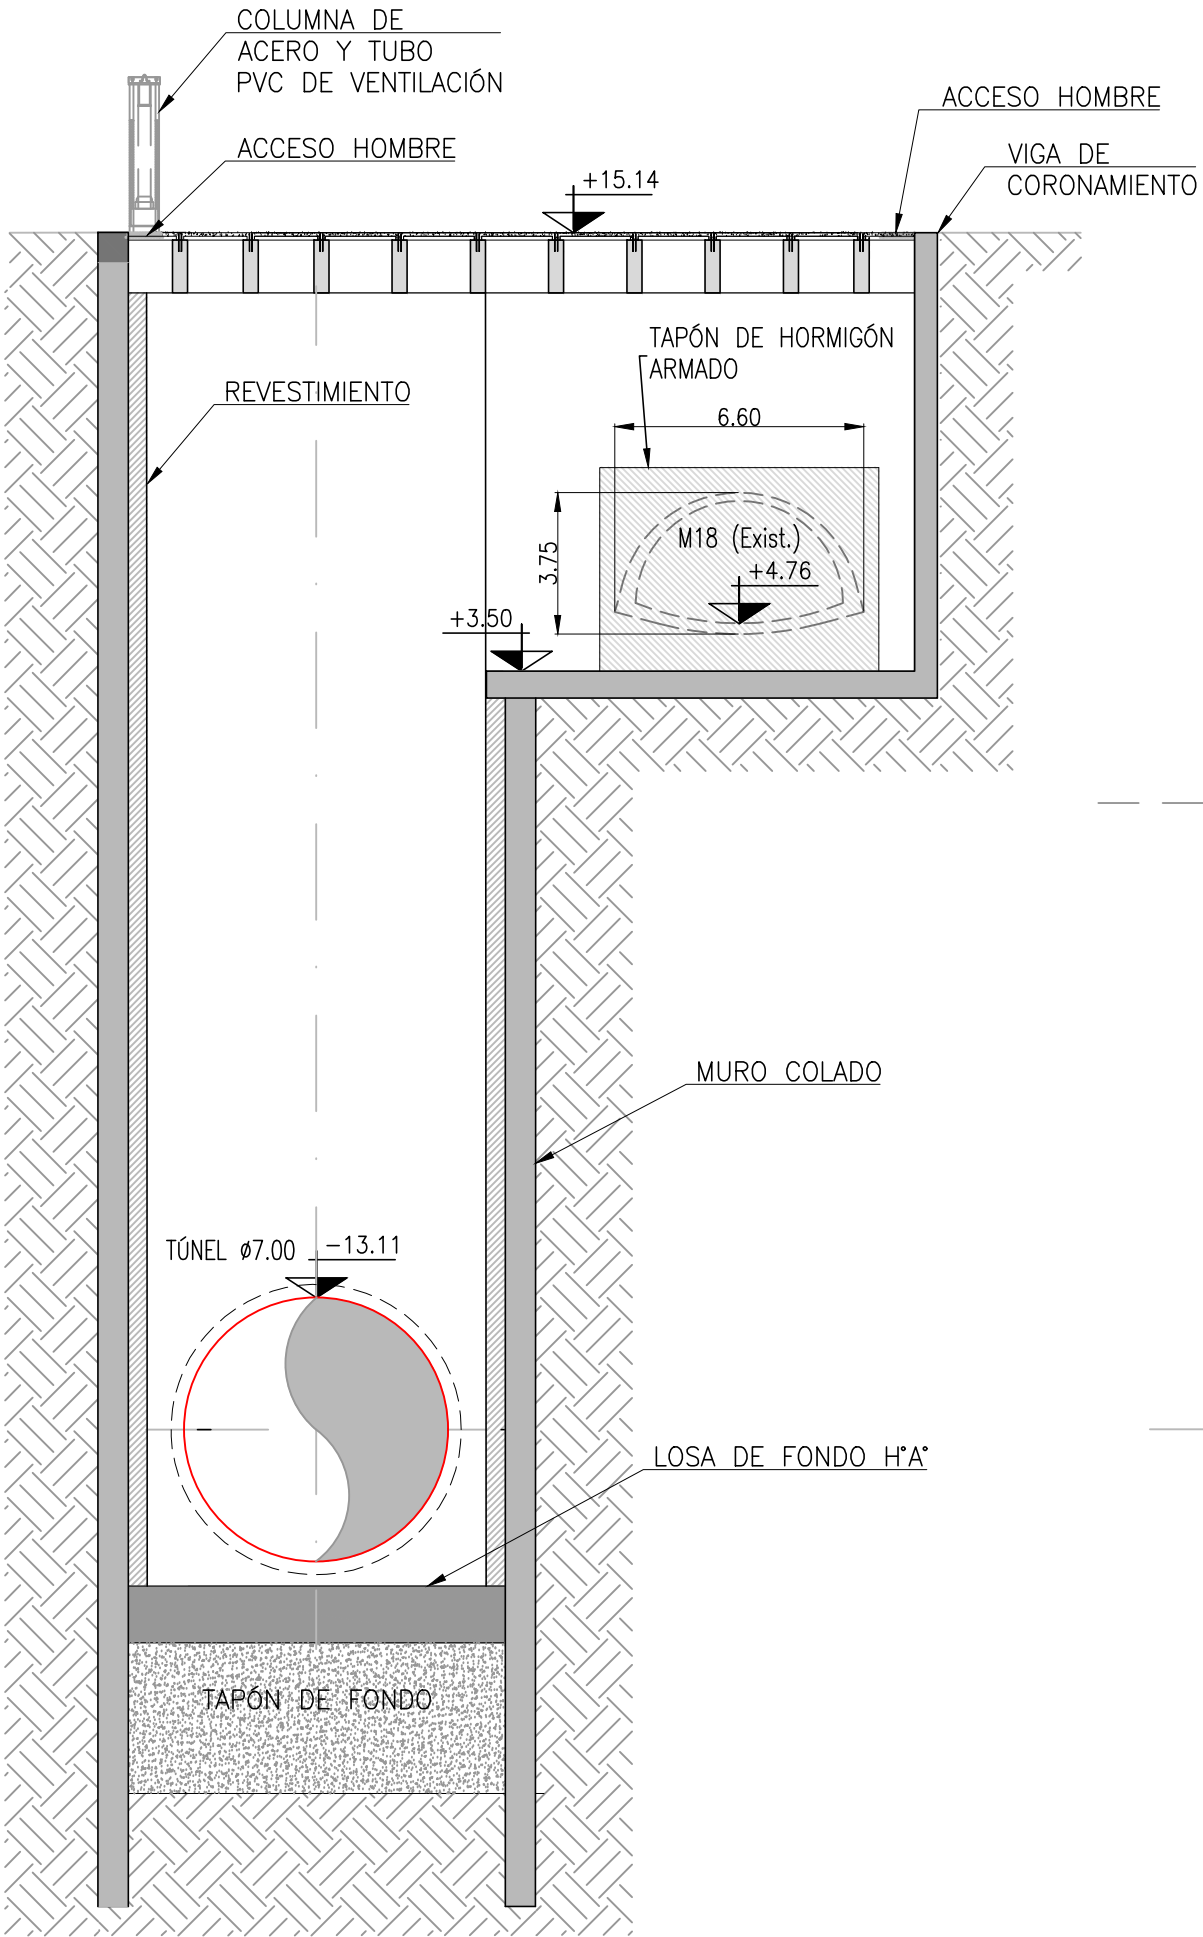 COLUMNA DE
ACERO Y TUBO
PVC DE VENTILACIÓN
ACCESO HOMBRE
ACCESO HOMBRE
VIGA DE
CORONAMIENTO
+15.14
TAPÓN DE HORMIGÓN
ARMADO
REVESTIMIENTO
6.60
3.75
M18 (Exist.)
+4.76
+3.50
MURO COLADO
TÚNEL ø7.00
-13.11
LOSA DE FONDO H°A°
TAPÓN DE FONDO